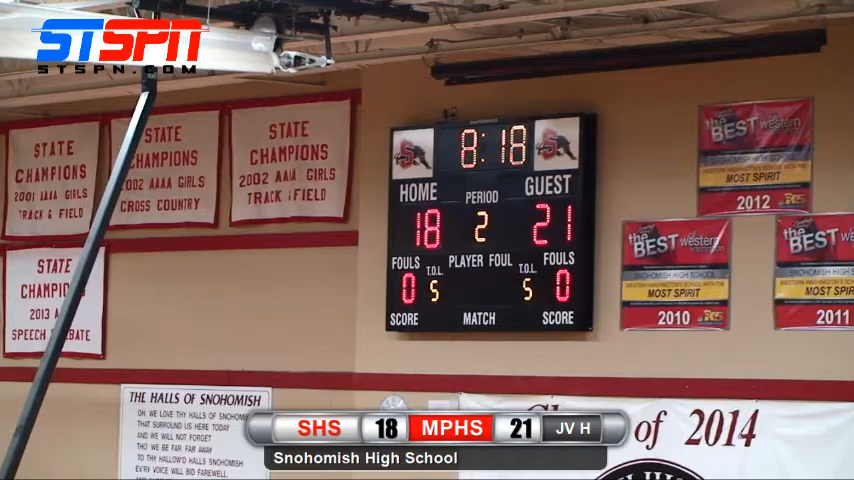 STSPN
STSPN.COM
STATE
CHAMPIONS
2001 AAAA GIRLS
TRACK & FIELD
STATE
CHAMPIONS
2002 AAAA GIRLS
CROSS COUNTRY
STATE
CHAMPIONS
2002 AAA GIRLS
TRACK & FIELD
STATE
CHAMPIONS
2013
SPEECH DEBATE
8:18
HOME
PERIOD
GUEST
18
2
21
FOULS
T.O.L.
PLAYER FOUL
T.O.L.
FOULS
0
5
5
0
SCORE
MATCH
SCORE
the BEST of western
SNOHOMISH HIGH SCHOOL
MOST SPIRIT
2012
the BEST of western
SNOHOMISH HIGH SCHOOL
MOST SPIRIT
2010
the BEST of western
SNOHOMISH HIGH SCHOOL
MOST SPIRIT
2011
THE HALLS OF SNOHOMISH
OH, WE LOVE THY HALLS OF SNOHOMISH
THAT SURROUND US HERE TODAY
AND WE WILL NOT FORGET
THO' WE BE FAR FAR AWAY
TO THY HALLOW'D HALLS SNOHOMISH
EV'RY VOICE WILL BID FAREWELL
of 2014
SHS 18 MPHS 21 JV H
Snohomish High School